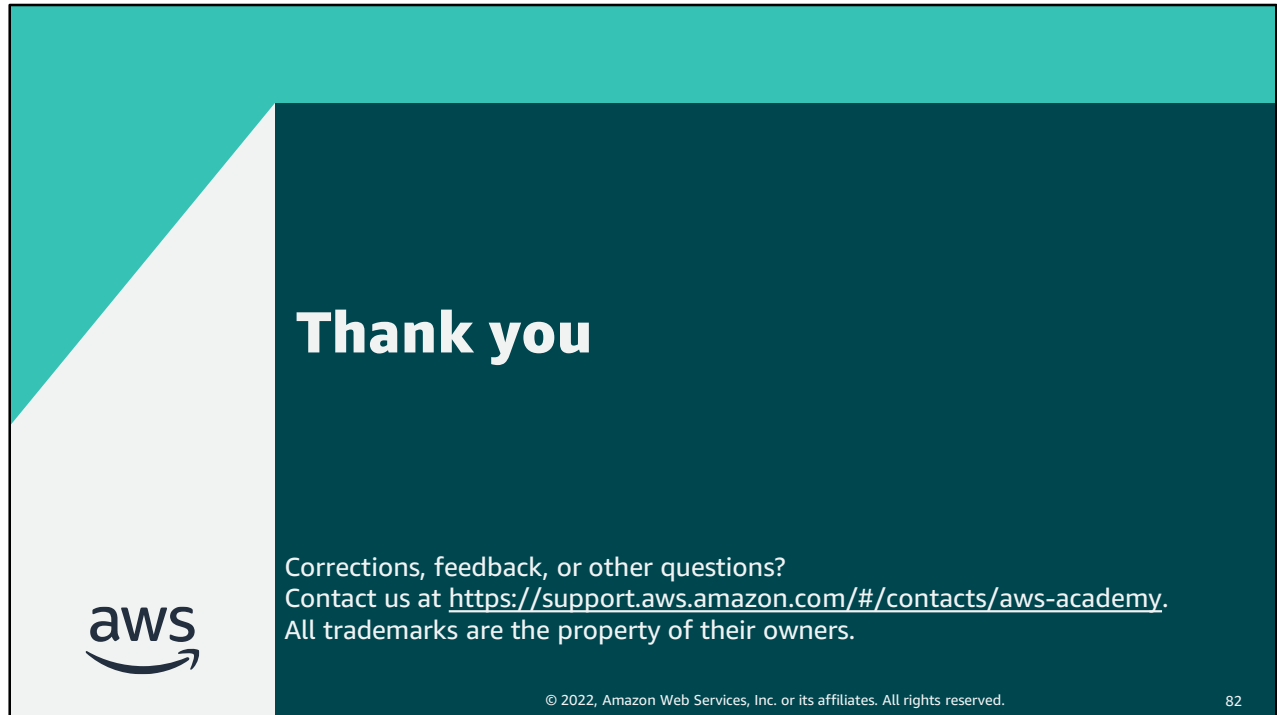 Thank you
Corrections, feedback, or other questions?
Contact us at https://support.aws.amazon.com/#/contacts/aws-academy.
All trademarks are the property of their owners.
aws
© 2022, Amazon Web Services, Inc. or its affiliates. All rights reserved.
82